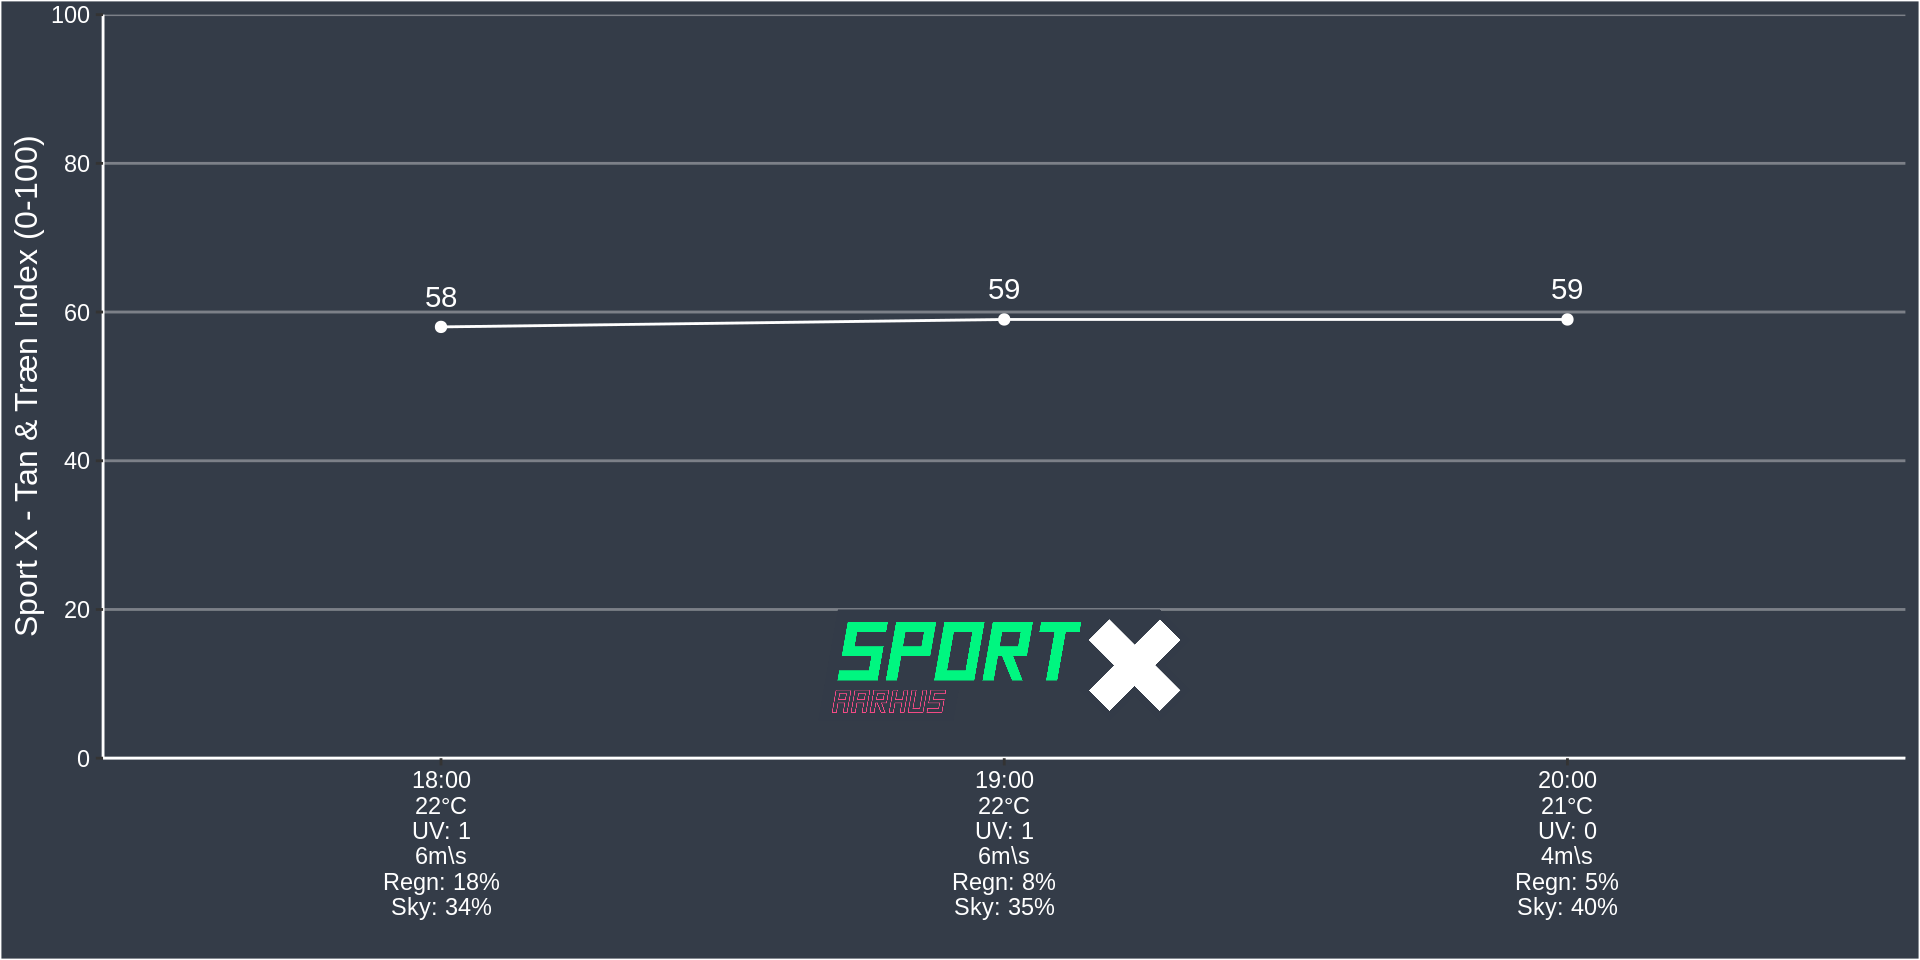 Sport X - Tan & Træn Index (0-100)
100
80
60
40
20
0
58
59
59
SPORT X
AARHUS
18:00
22°C
UV: 1
6m\s
Regn: 18%
Sky: 34%
19:00
22°C
UV: 1
6m\s
Regn: 8%
Sky: 35%
20:00
21°C
UV: 0
4m\s
Regn: 5%
Sky: 40%